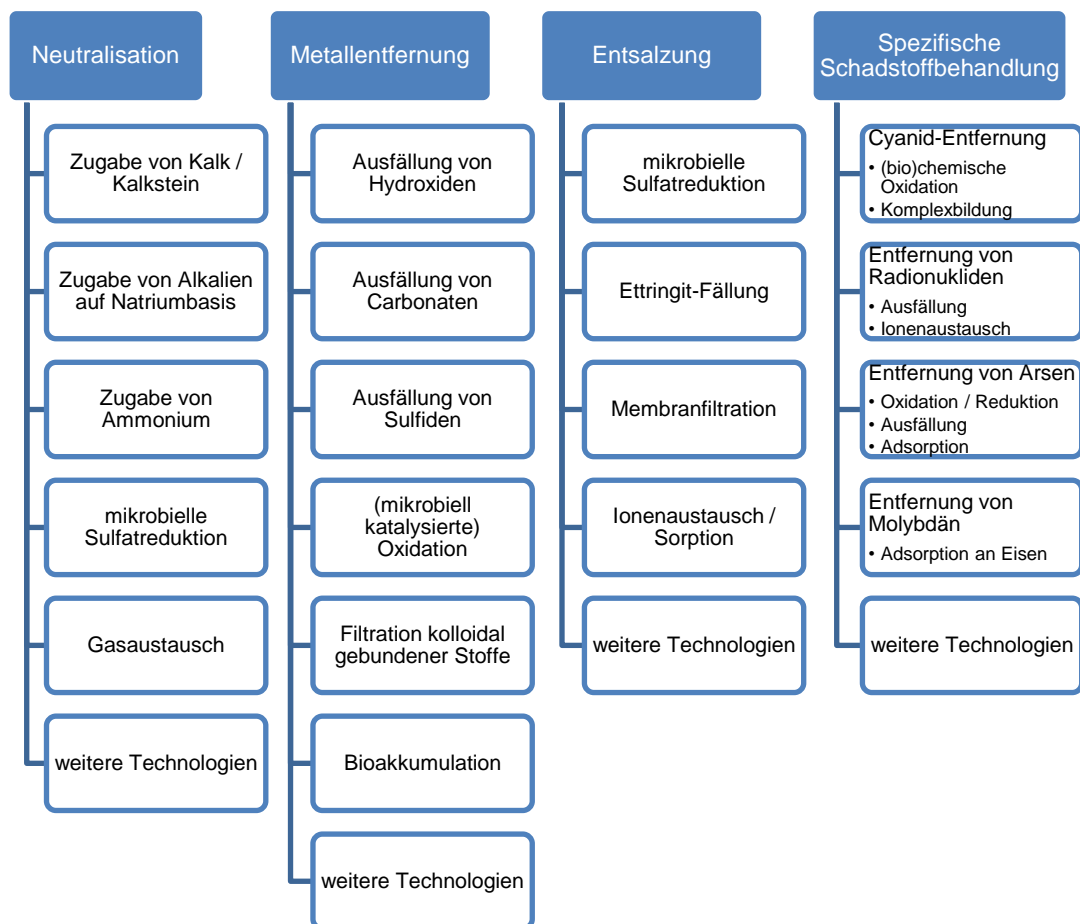 Neutralisation
Zugabe von Kalk /
Kalkstein
Zugabe von Alkalien
auf Natriumbasis
Zugabe von
Ammonium
mikrobielle
Sulfatreduktion
Gasaustausch
weitere Technologien
Metallentfernung
Ausfällung von
Hydroxiden
Ausfällung von
Carbonaten
Ausfällung von
Sulfiden
(mikrobiell
katalysierte)
Oxidation
Filtration kolloidal
gebundener Stoffe
Bioakkumulation
weitere Technologien
Entsalzung
mikrobielle
Sulfatreduktion
Ettringit-Fällung
Membranfiltration
Ionenaustausch /
Sorption
weitere Technologien
Spezifische
Schadstoffbehandlung
Cyanid-Entfernung
• (bio)chemische
Oxidation
• Komplexbildung
Entfernung von
Radionukliden
• Ausfällung
• Ionenaustausch
Entfernung von Arsen
• Oxidation / Reduktion
• Ausfällung
• Adsorption
Entfernung von
Molybdän
• Adsorption an Eisen
weitere Technologien